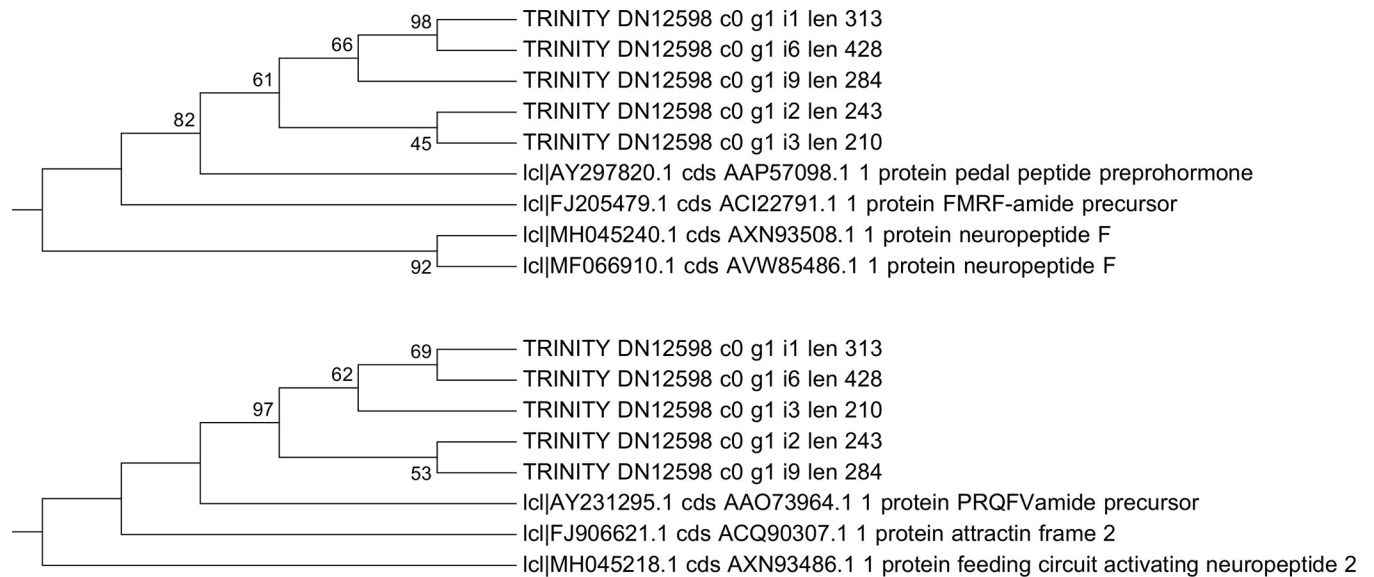 98 TRINITY DN12598 c0 g1 i1 len 313
66 TRINITY DN12598 c0 g1 i6 len 428
61 TRINITY DN12598 c0 g1 i9 len 284
82 TRINITY DN12598 c0 g1 i2 len 243
45 TRINITY DN12598 c0 g1 i3 len 210
lcl|AY297820.1 cds AAP57098.1 1 protein pedal peptide preprohormone
lcl|FJ205479.1 cds ACI22791.1 1 protein FMRF-amide precursor
lcl|MH045240.1 cds AXN93508.1 1 protein neuropeptide F
92 lcl|MF066910.1 cds AVW85486.1 1 protein neuropeptide F
69 TRINITY DN12598 c0 g1 i1 len 313
62 TRINITY DN12598 c0 g1 i6 len 428
97 TRINITY DN12598 c0 g1 i3 len 210
TRINITY DN12598 c0 g1 i2 len 243
53 TRINITY DN12598 c0 g1 i9 len 284
lcl|AY231295.1 cds AAO73964.1 1 protein PRQFVamide precursor
lcl|FJ906621.1 cds ACQ90307.1 1 protein attractin frame 2
lcl|MH045218.1 cds AXN93486.1 1 protein feeding circuit activating neuropeptide 2